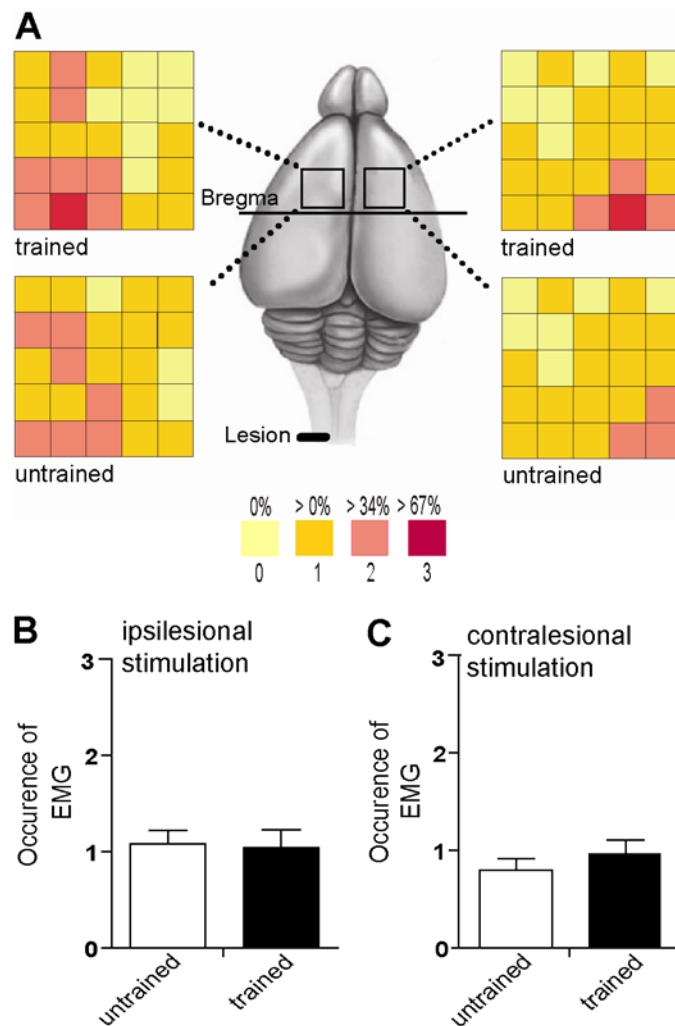 A
Bregma
trained
trained
Lesion
untrained
untrained
0% > 0% > 34% > 67%
0 1 2 3
B
ipsilesional
stimulation
3
2
1
0
Occurence of
EMG
untrained
trained
C
contralesional
stimulation
3
2
1
0
Occurence of
EMG
untrained
trained